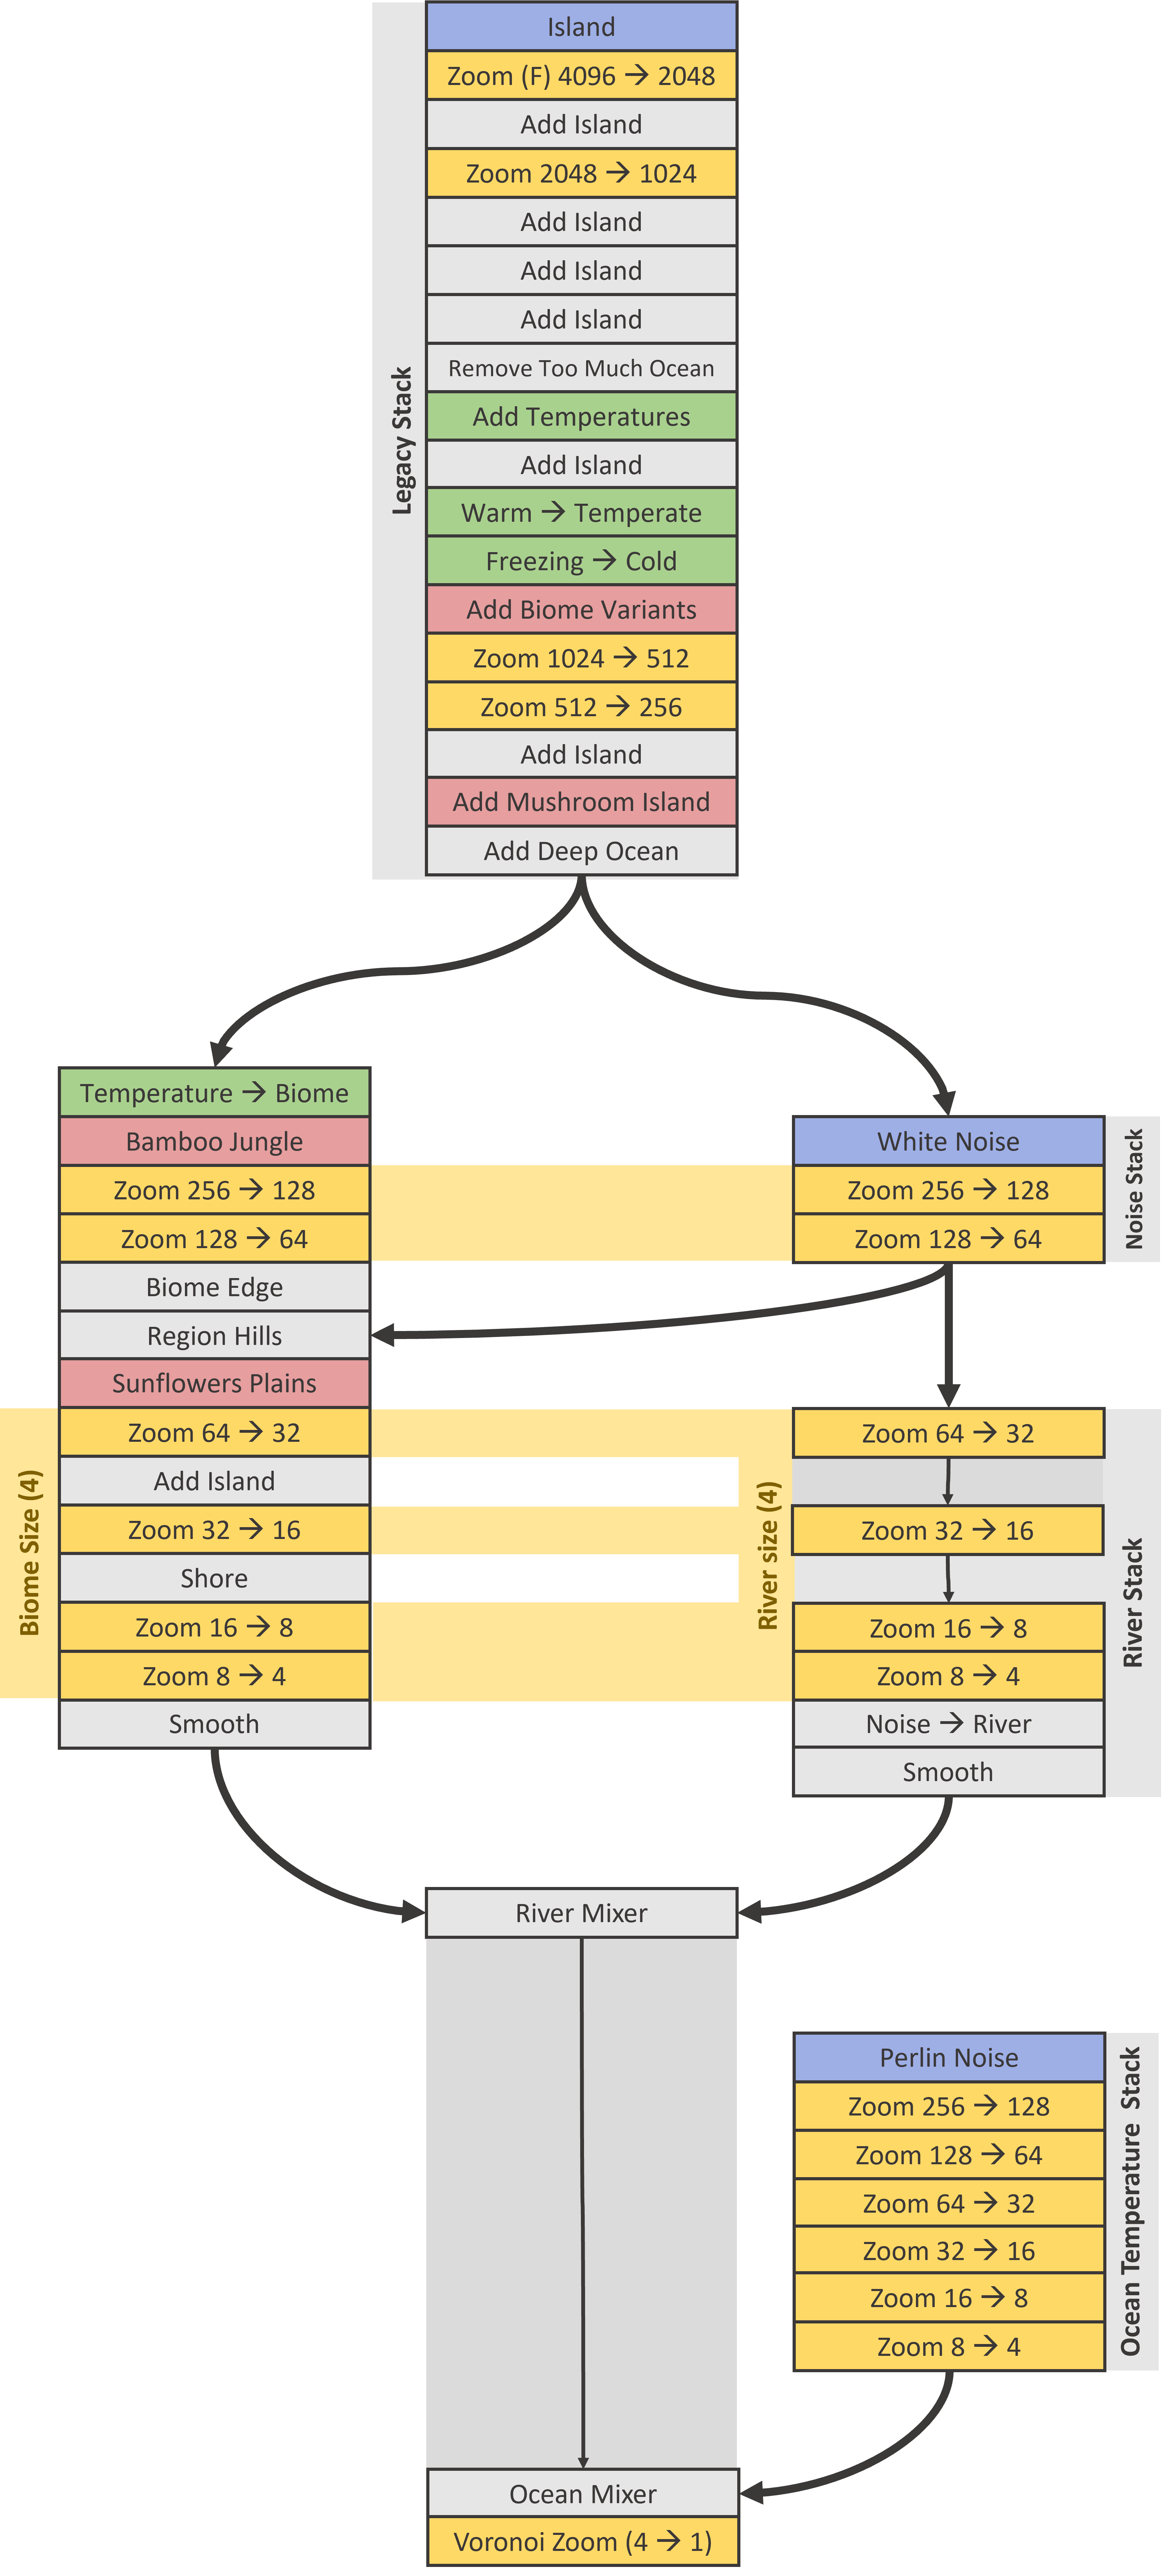 Legacy Stack
Island
Zoom (F) 4096 → 2048
Add Island
Zoom 2048 → 1024
Add Island
Add Island
Add Island
Remove Too Much Ocean
Add Temperatures
Add Island
Warm → Temperate
Freezing → Cold
Add Biome Variants
Zoom 1024 → 512
Zoom 512 → 256
Add Island
Add Mushroom Island
Add Deep Ocean
Temperature → Biome
Bamboo Jungle
Zoom 256 → 128
Zoom 128 → 64
Biome Edge
Region Hills
Sunflowers Plains
Biome Size (4)
Zoom 64 → 32
Add Island
Zoom 32 → 16
Shore
Zoom 16 → 8
Zoom 8 → 4
Smooth
White Noise
Zoom 256 → 128
Zoom 128 → 64
Noise Stack
River size (4)
Zoom 64 → 32
Zoom 32 → 16
Zoom 16 → 8
Zoom 8 → 4
Noise → River
Smooth
River Stack
River Mixer
Perlin Noise
Zoom 256 → 128
Zoom 128 → 64
Zoom 64 → 32
Zoom 32 → 16
Zoom 16 → 8
Zoom 8 → 4
Ocean Temperature Stack
Ocean Mixer
Voronoi Zoom (4 → 1)